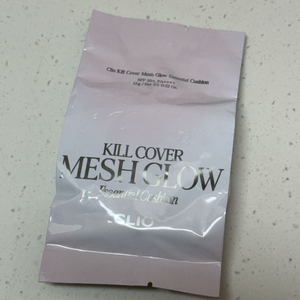 Clio Kill Cover Mesh Glow Essential Cushion
KILL COVER
MESH GLOW
Essential Cushion
CLIO